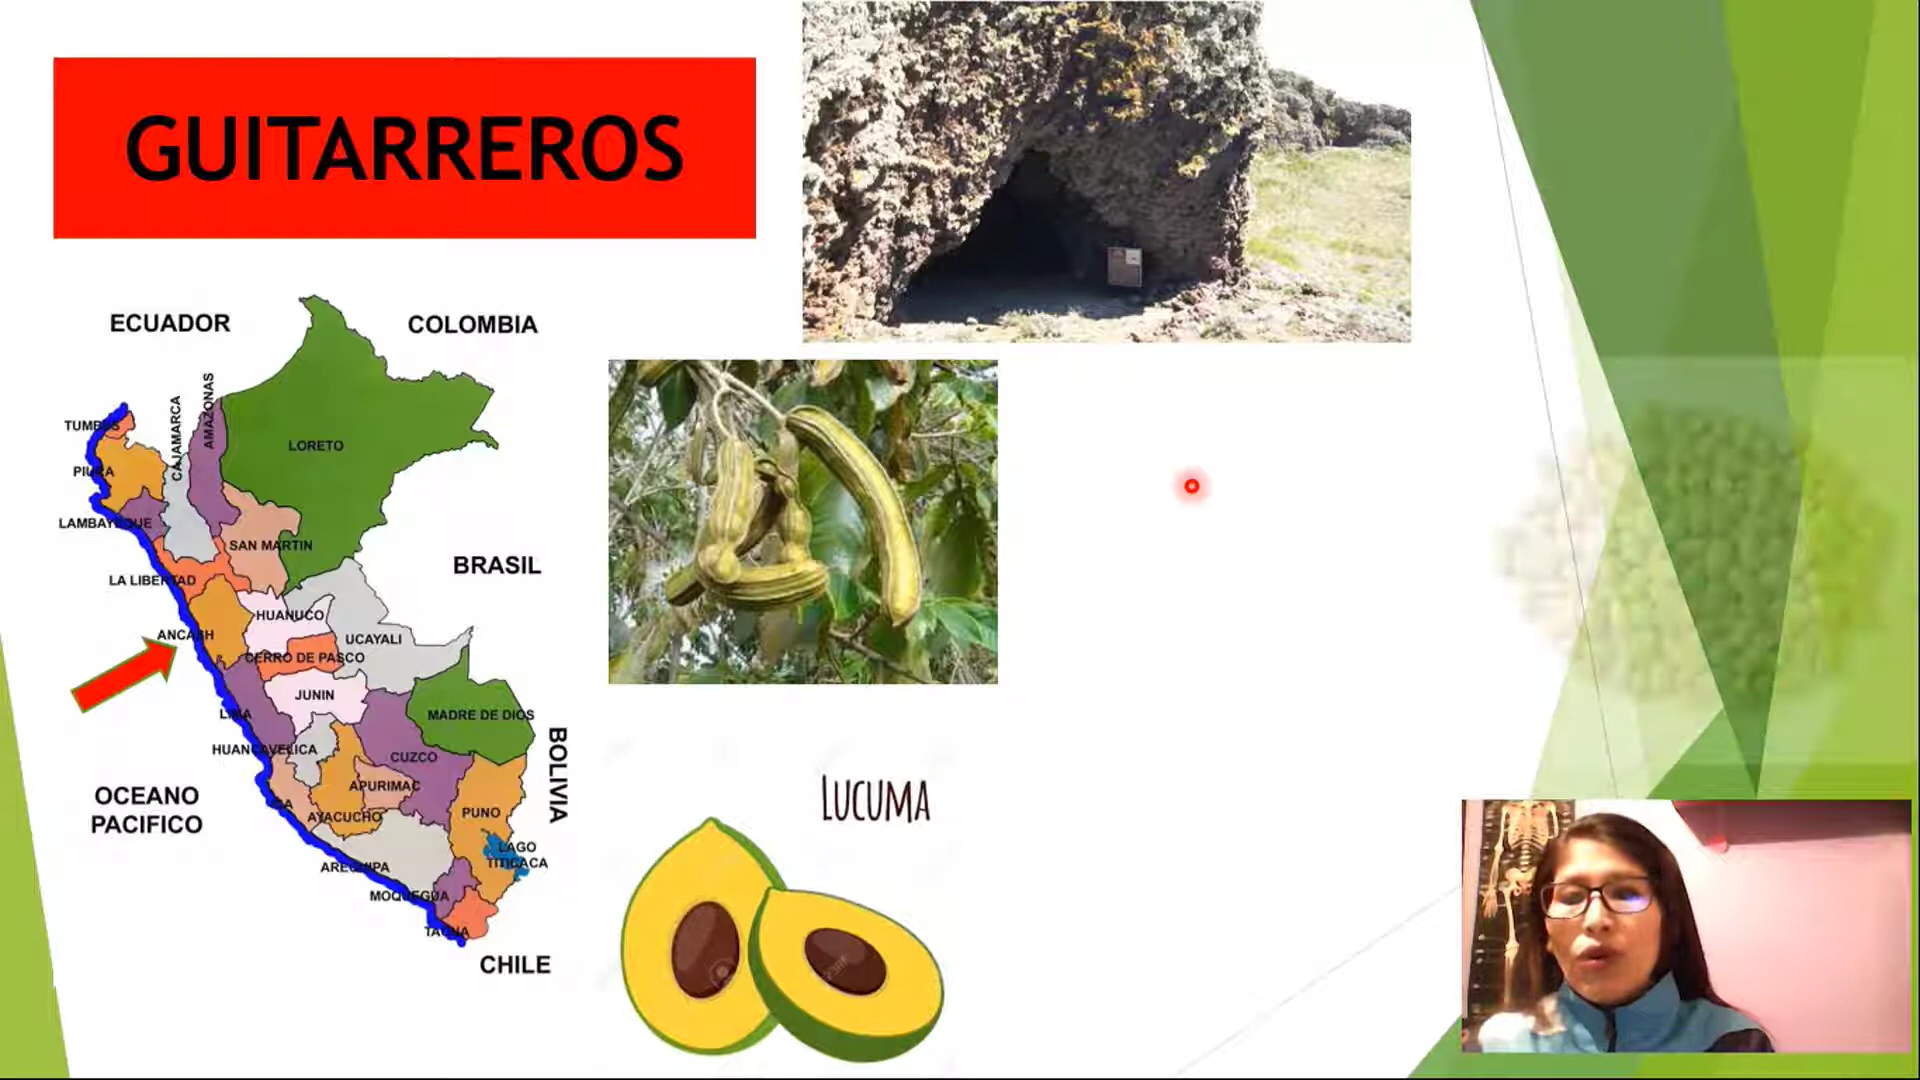 GUITARREROS
ECUADOR
COLOMBIA
TUMBES
CAJAMARCA
AMAZONAS
PIURA
LORETO
LAMBAYEQUE
SAN MARTIN
BRASIL
LA LIBERTAD
HUANUCO
ANCASH
UCAYALI
CERRO DE PASCO
JUNIN
LIMA
MADRE DE DIOS
HUANCAVELICA
CUZCO
BOLIVIA
APURIMAC
OCEANO
PACIFICO
ICA
AYACUCHO
PUNO
LAGO
TITICACA
AREQUIPA
MOQUEGUA
TACNA
CHILE
LUCUMA